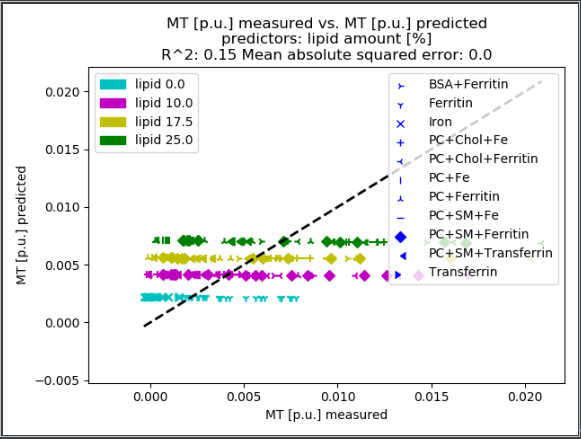 MT [p.u.] measured vs. MT [p.u.] predicted
predictors: lipid amount [%]
R^2: 0.15 Mean absolute squared error: 0.0
lipid 0.0
lipid 10.0
lipid 17.5
lipid 25.0
BSA+Ferritin
Ferritin
Iron
PC+Chol+Fe
PC+Chol+Ferritin
PC+Fe
PC+Ferritin
PC+SM+Fe
PC+SM+Ferritin
PC+SM+Transferrin
Transferrin
MT [p.u.] predicted
0.020
0.015
0.010
0.005
0.000
−0.005
0.000
0.005
0.010
0.015
0.020
MT [p.u.] measured